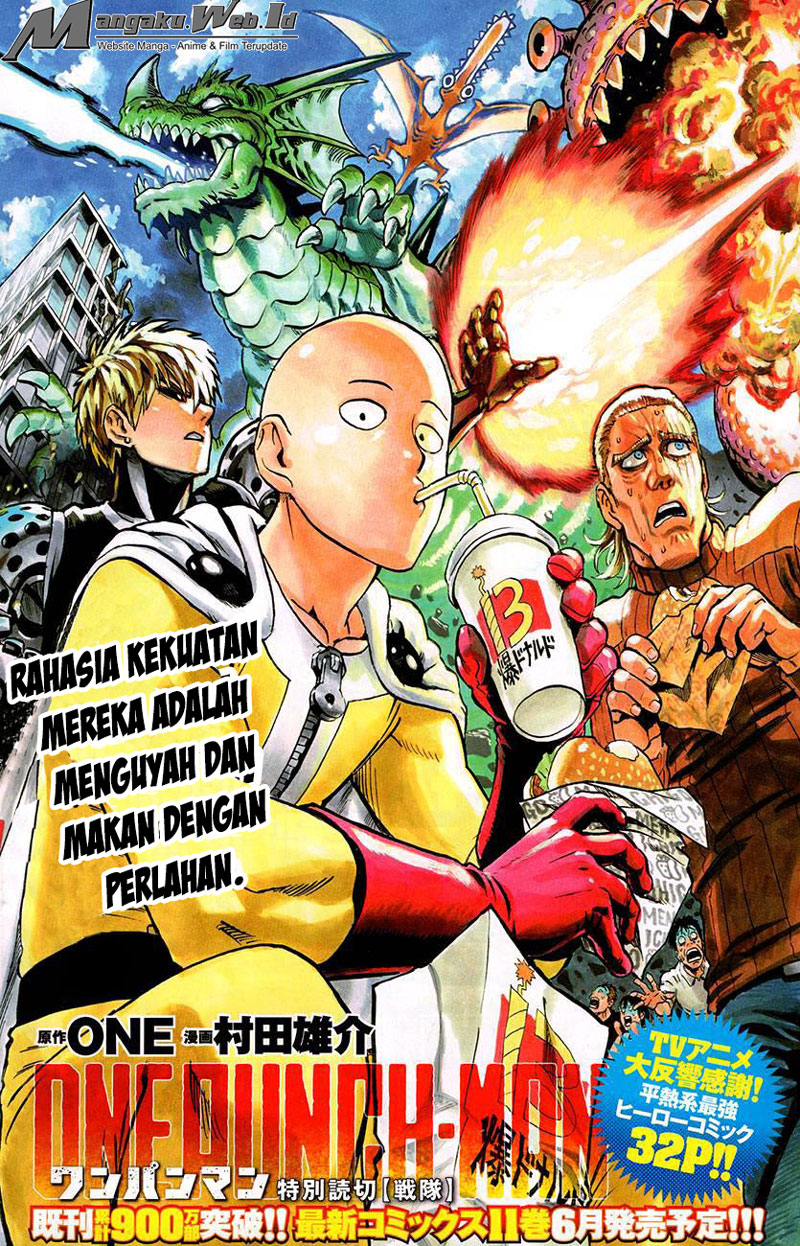 Mangaku.Web.Id
Website Manga - Anime & Film Terupdate
B
爆ドナルド
RAHASIA KEKUATAN
MEREKA ADALAH
MENGUYAH DAN
MAKAN DENGAN
PERLAHAN.
原作 ONE 漫画 村田雄介
ONE PUNCH-MAN
爆ドナル
ワンパンマン 特別読切【戦隊】
TVアニメ
大反響感謝!
平熱系最強
ヒーローコミック
32P!!
既刊累計900万部突破!! 最新コミックス11巻6月発売予定!!!